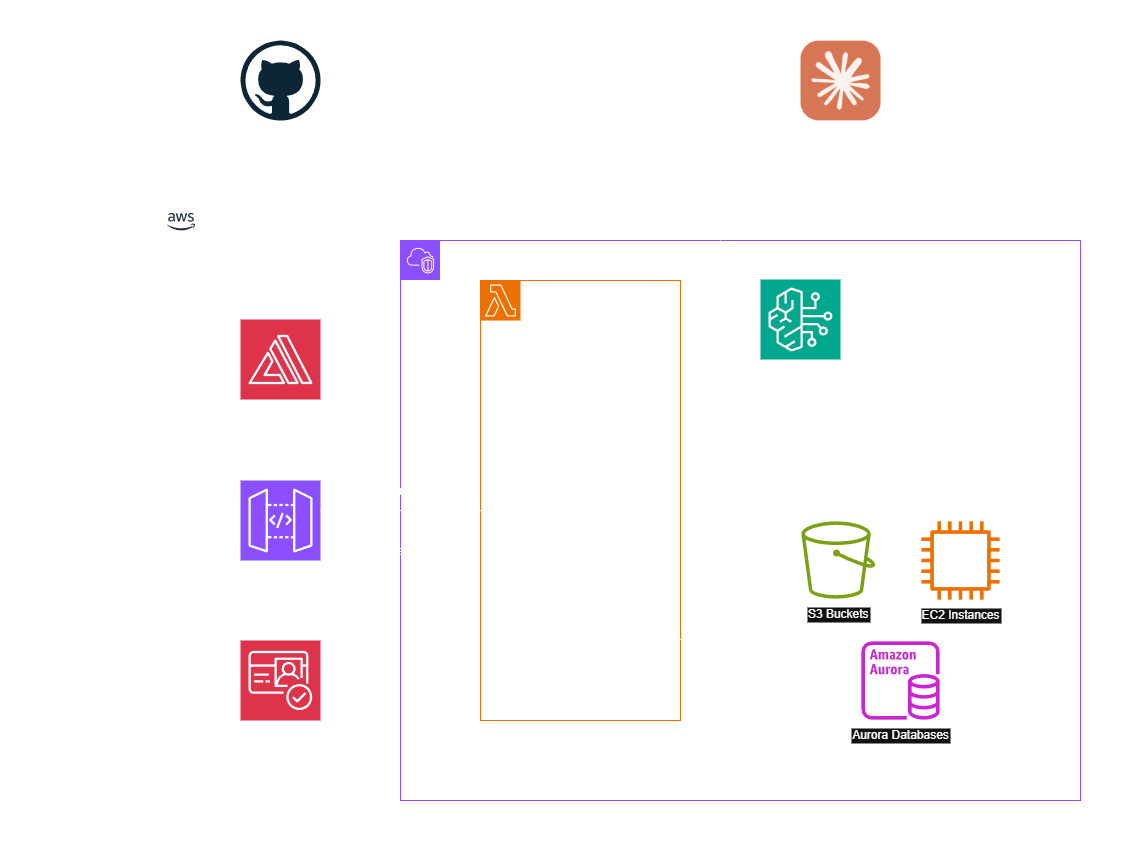 aws
S3 Buckets
EC2 Instances
Amazon
Aurora
Aurora Databases